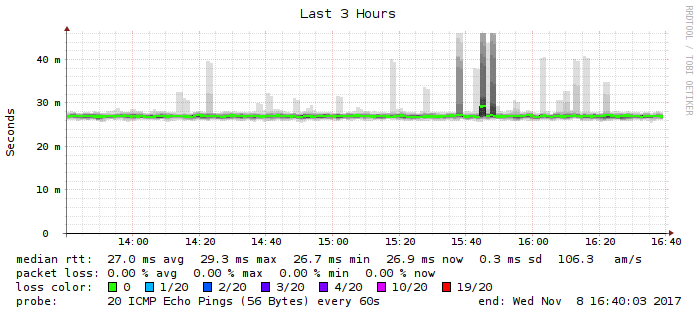 Last 3 Hours
RRDTOOL / TOBI OETIKER
Seconds
40 m
30 m
20 m
10 m
0
14:00 14:20 14:40 15:00 15:20 15:40 16:00 16:20 16:40
median rtt: 27.0 ms avg 29.3 ms max 26.7 ms min 26.9 ms now 0.3 ms sd 106.3 am/s
packet loss: 0.00 % avg 0.00 % max 0.00 % min 0.00 % now
loss color: 0 1/20 2/20 3/20 4/20 10/20 19/20
probe: 20 ICMP Echo Pings (56 Bytes) every 60s end: Wed Nov 8 16:40:03 2017